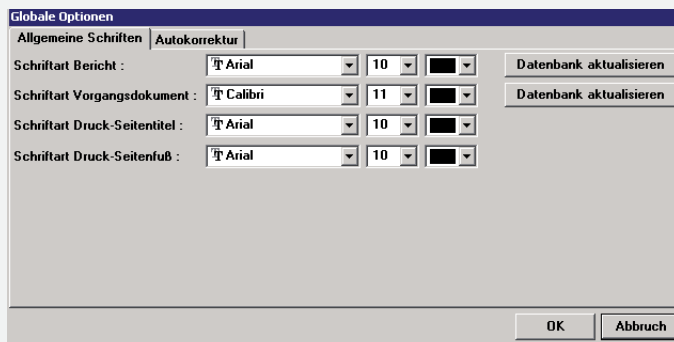 Globale Optionen
Allgemeine Schriften Autokorrektur
Schriftart Bericht : Arial 10 Datenbank aktualisieren
Schriftart Vorgangsdokument : Calibri 11 Datenbank aktualisieren
Schriftart Druck-Seitentitel : Arial 10
Schriftart Druck-Seitenfuß : Arial 10
OK Abbruch